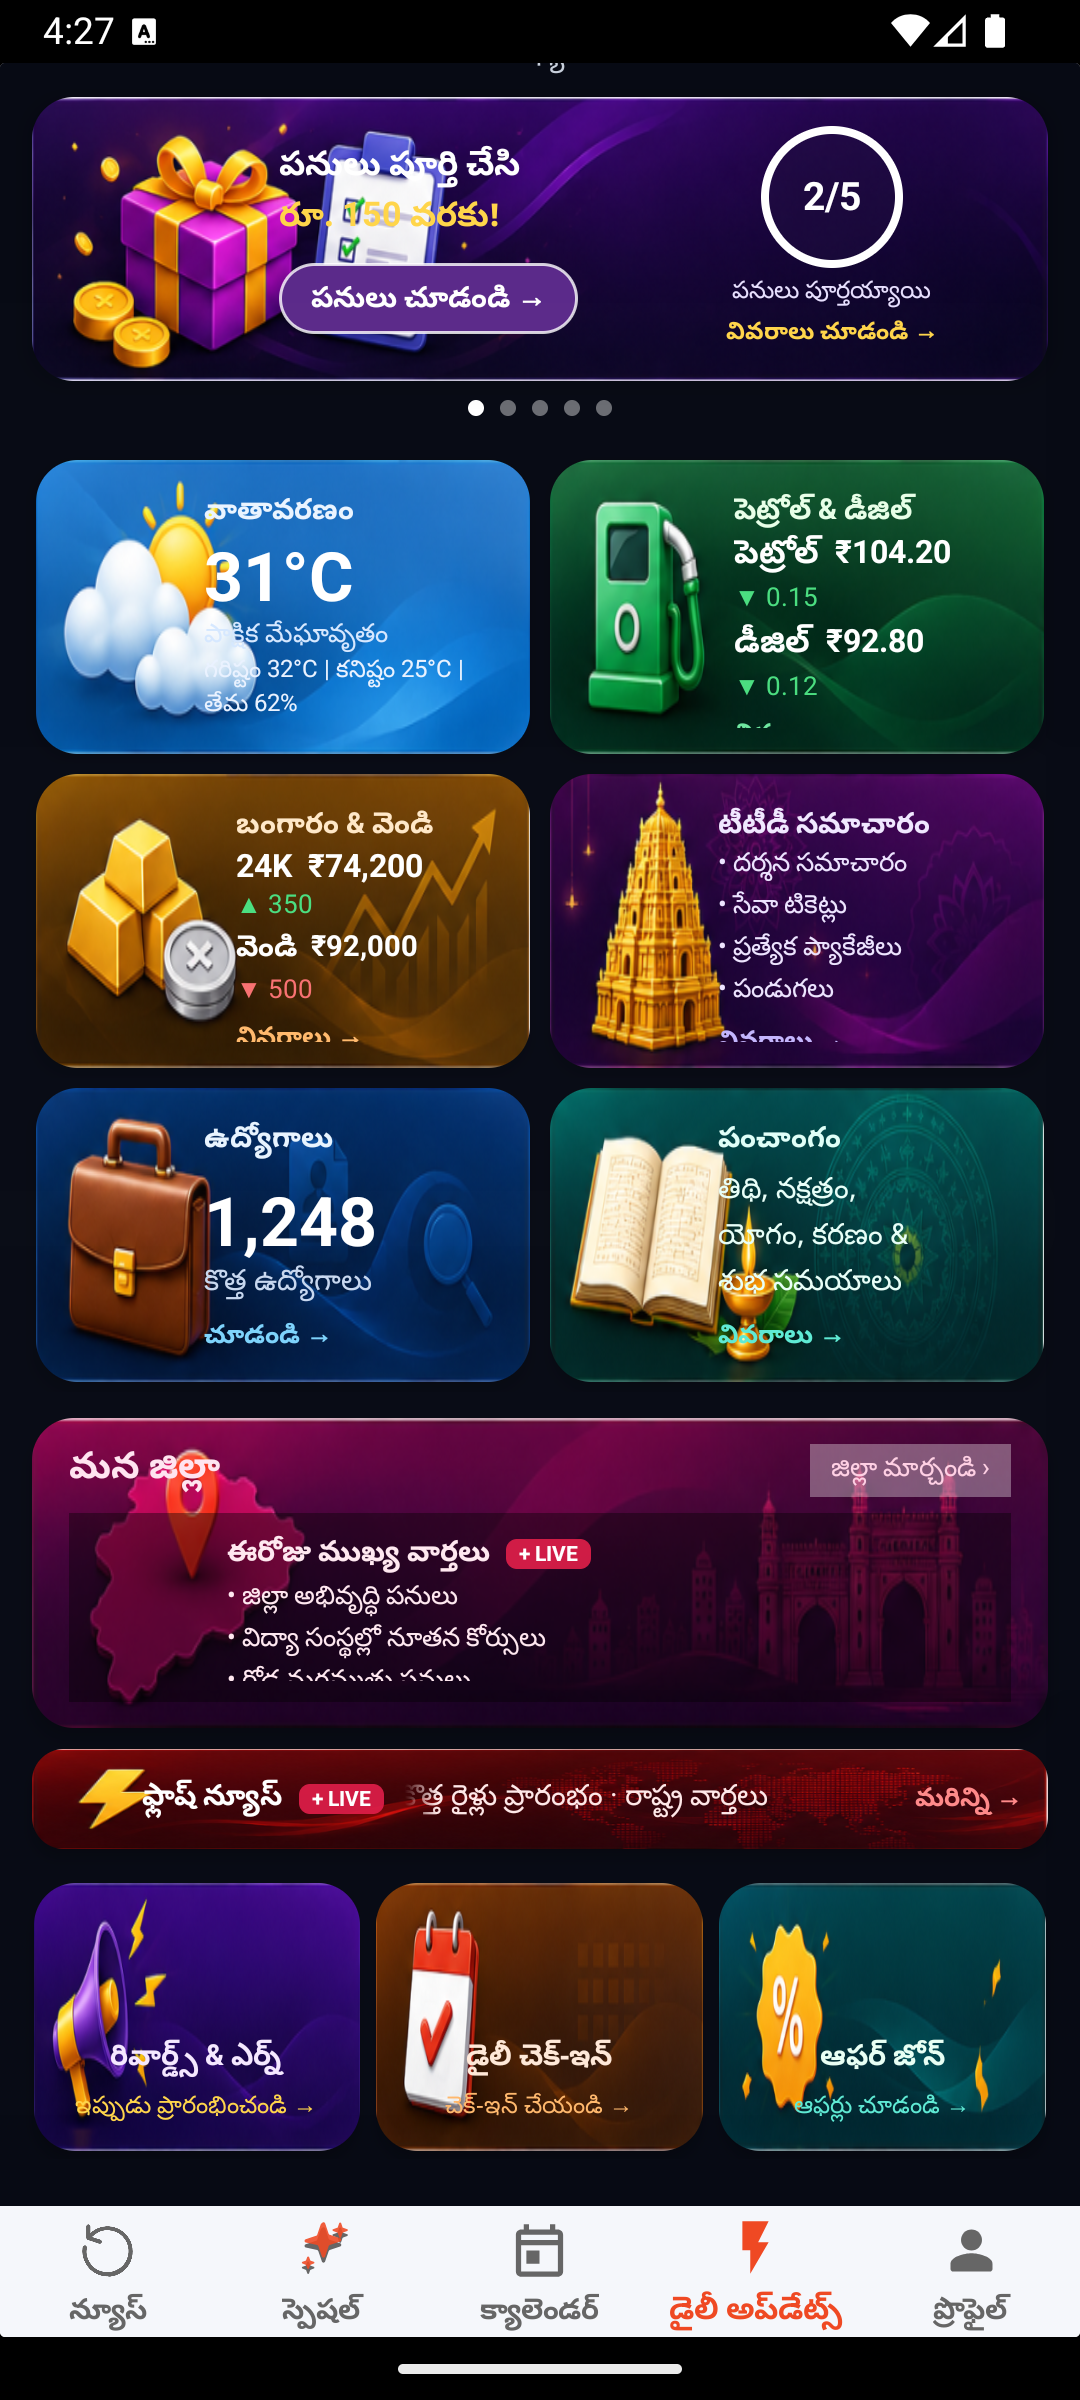 4:27
పనులు పూర్తి చేసి
రూ. 150 వరకు!
పనులు చూడండి →
2/5
పనులు పూర్తయ్యాయి
వివరాలు చూడండి →
వాతావరణం
31°C
పాక్షిక మేఘావృతం
గరిష్టం 32°C | కనిష్టం 25°C |
తేమ 62%
పెట్రోల్ & డీజిల్
పెట్రోల్ ₹104.20
▼ 0.15
డీజిల్ ₹92.80
▼ 0.12
బంగారం & వెండి
24K ₹74,200
▲ 350
వెండి ₹92,000
▼ 500
వివరాలు →
టీటీడీ సమాచారం
• దర్శన సమాచారం
• సేవా టికెట్లు
• ప్రత్యేక ప్యాకేజీలు
• పండుగలు
వివరాలు →
ఉద్యోగాలు
1,248
కొత్త ఉద్యోగాలు
చూడండి →
పంచాంగం
తిథి, నక్షత్రం,
యోగం, కరణం &
శుభ సమయాలు
వివరాలు →
మన జిల్లా
జిల్లా మార్చండి ›
ఈరోజు ముఖ్య వార్తలు + LIVE
• జిల్లా అభివృద్ధి పనులు
• విద్యా సంస్థల్లో నూతన కోర్సులు
ఫ్లాష్ న్యూస్ + LIVE కొత్త రైళ్లు ప్రారంభం · రాష్ట్ర వార్తలు మరిన్ని →
రివార్డ్స్ & ఎర్న్
ఇప్పుడు ప్రారంభించండి →
డైలీ చెక్-ఇన్
చెక్-ఇన్ చేయండి →
ఆఫర్ జోన్
ఆఫర్లు చూడండి →
న్యూస్
స్పెషల్
క్యాలెండర్
డైలీ అప్‌డేట్స్
ప్రొఫైల్